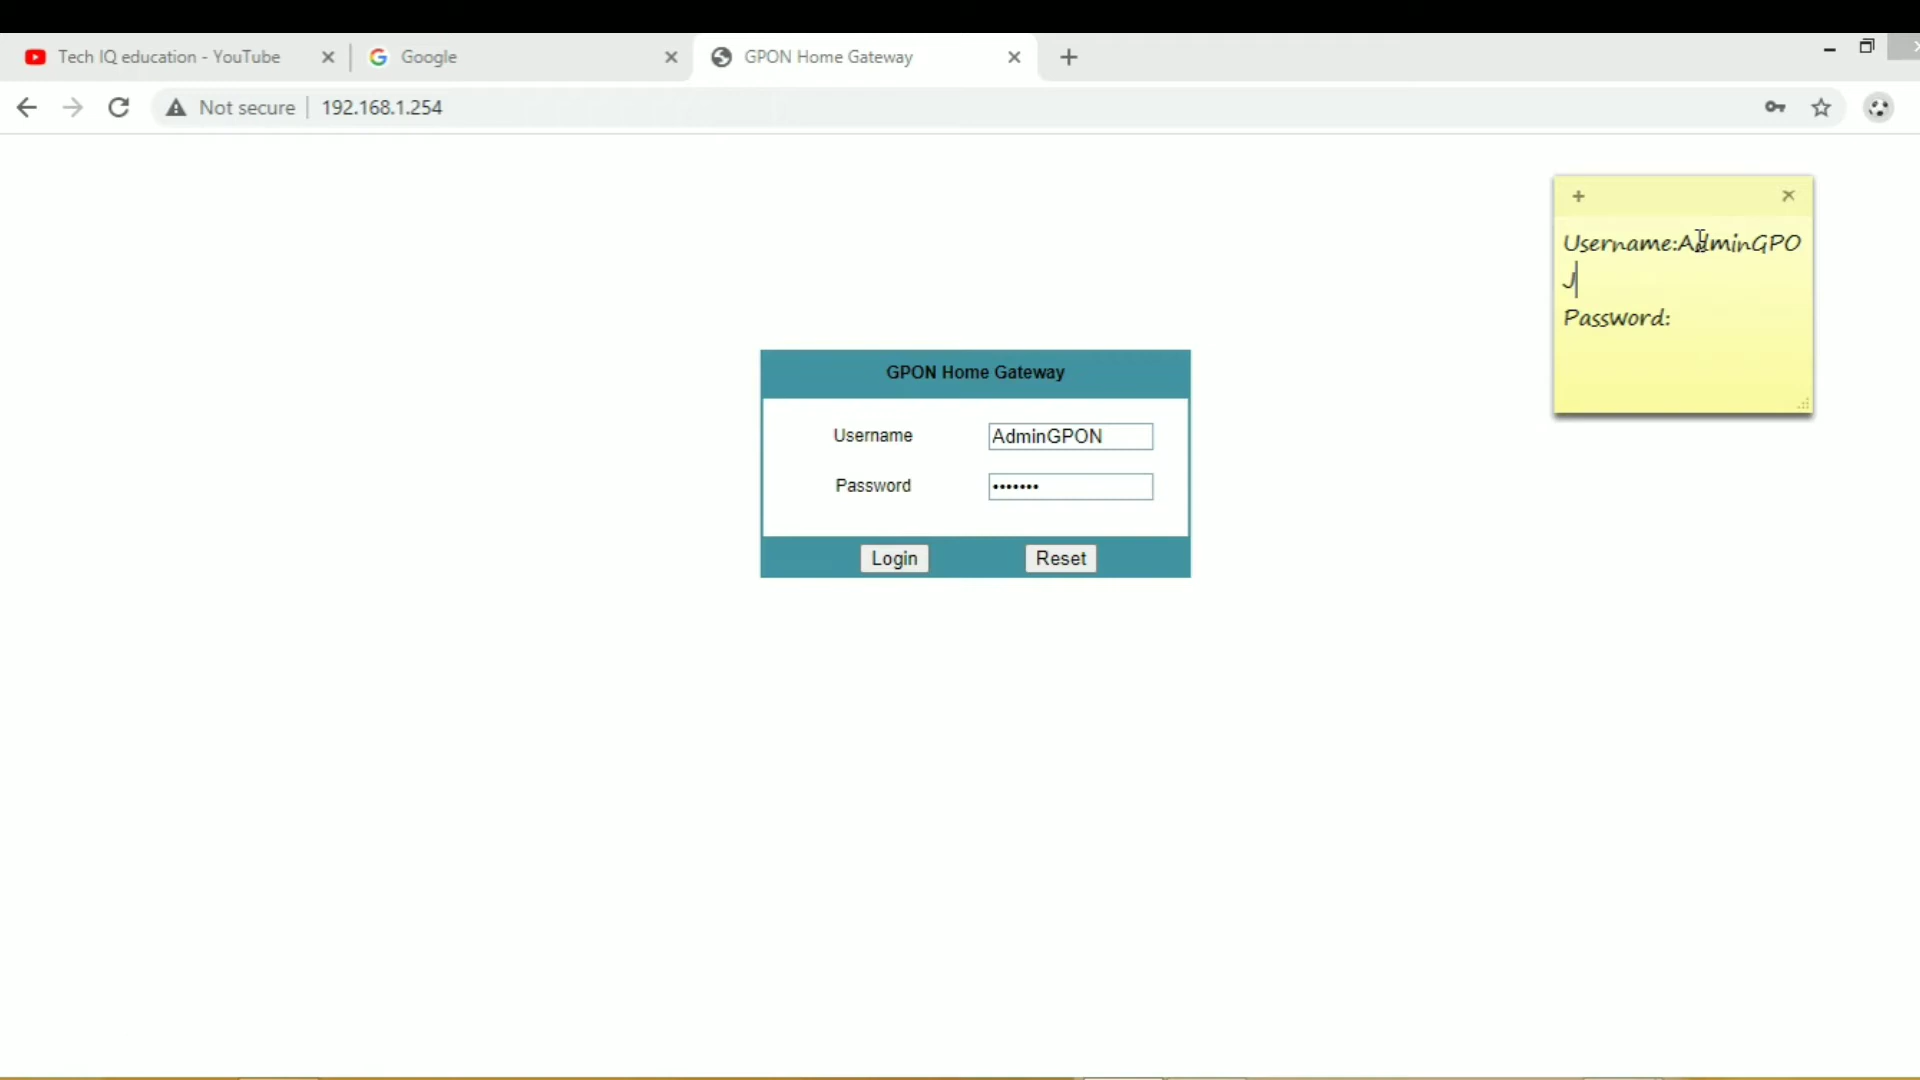 Tech IQ education - YouTube
Google
GPON Home Gateway
Not secure
192.168.1.254
Username:AdminGPO
J
Password:
GPON Home Gateway
Username
AdminGPON
Password
•••••••
Login
Reset